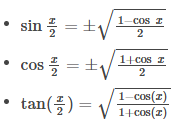 • sin x/2 = ±√((1−cos x)/2)
• cos x/2 = ±√((1+cos x)/2)
• tan(x/2) = √((1−cos(x))/(1+cos(x)))